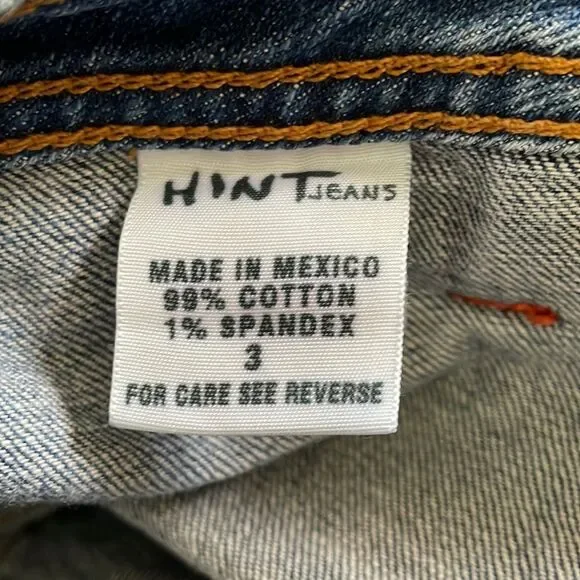 HINT JEANS
MADE IN MEXICO
99% COTTON
1% SPANDEX
3
FOR CARE SEE REVERSE